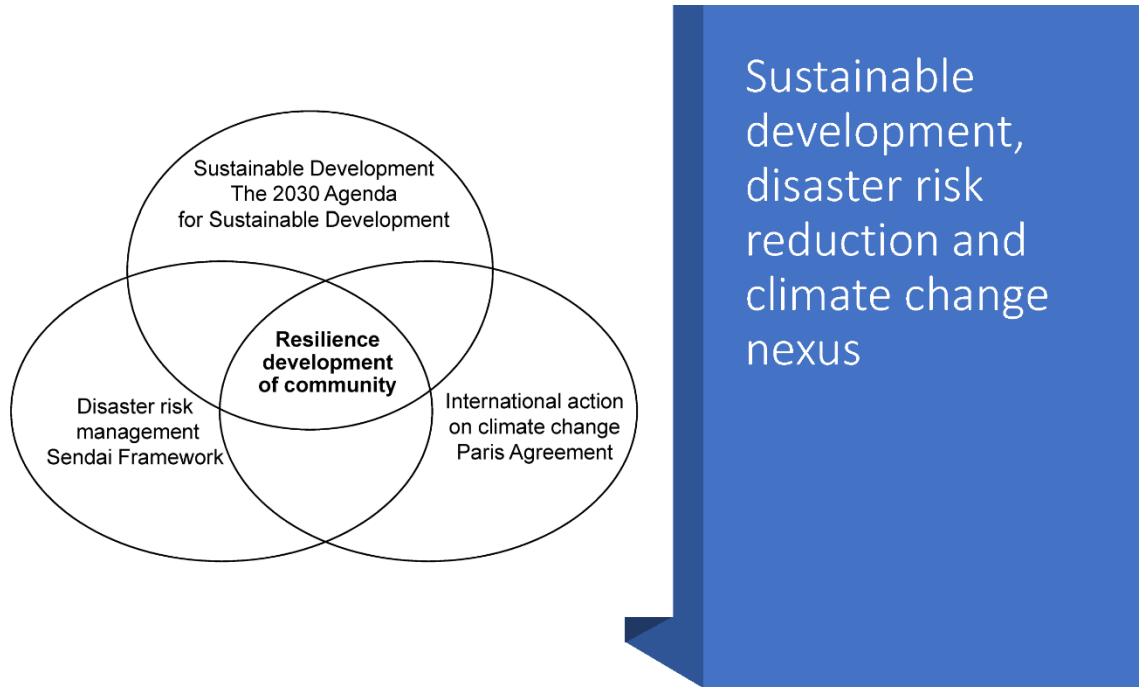 Sustainable Development
The 2030 Agenda
for Sustainable Development
Resilience
development
of community
Disaster risk
management
Sendai Framework
International action
on climate change
Paris Agreement
Sustainable
development,
disaster risk
reduction and
climate change
nexus